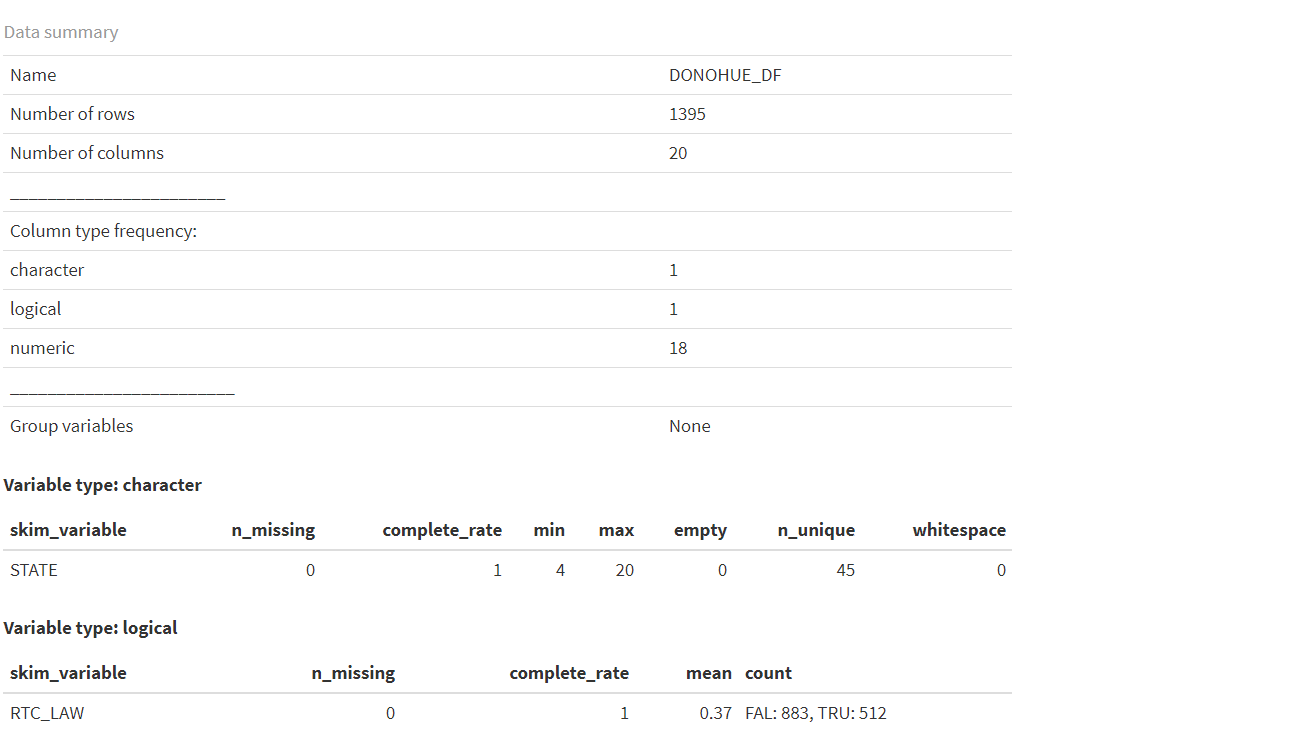 Data summary
Name DONOHUE_DF
Number of rows 1395
Number of columns 20
_______________________
Column type frequency:
character 1
logical 1
numeric 18
________________________
Group variables None
Variable type: character
skim_variable n_missing complete_rate min max empty n_unique whitespace
STATE 0 1 4 20 0 45 0
Variable type: logical
skim_variable n_missing complete_rate mean count
RTC_LAW 0 1 0.37 FAL: 883, TRU: 512